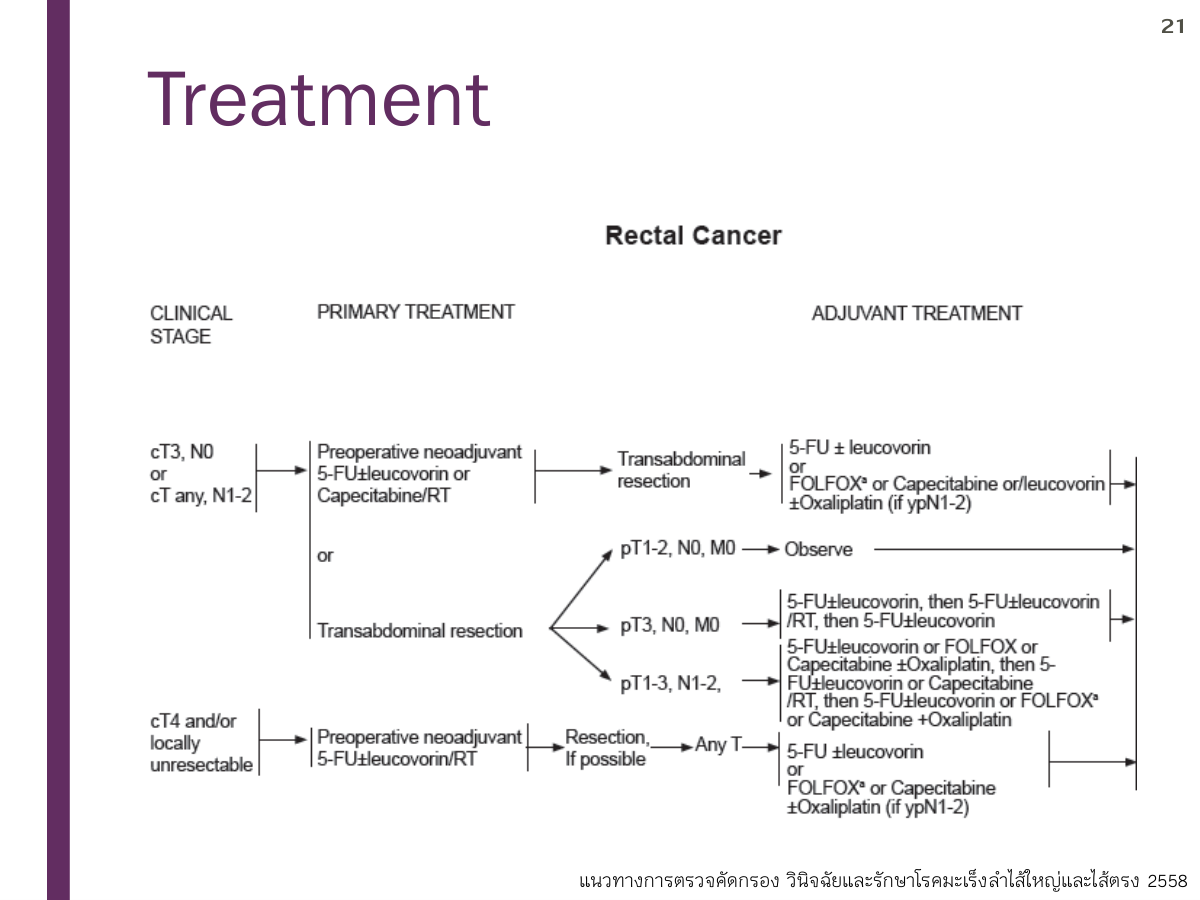 21
Treatment
Rectal Cancer
CLINICAL
STAGE
PRIMARY TREATMENT
ADJUVANT TREATMENT
cT3, N0
or
cT any, N1-2
Preoperative neoadjuvant
5-FU±leucovorin or
Capecitabine/RT
Transabdominal
resection
5-FU ± leucovorin
or
FOLFOXª or Capecitabine or/leucovorin
±Oxaliplatin (if ypN1-2)
or
Transabdominal resection
pT1-2, N0, M0
Observe
pT3, N0, M0
5-FU±leucovorin, then 5-FU±leucovorin
/RT, then 5-FU±leucovorin
pT1-3, N1-2,
5-FU±leucovorin or FOLFOX or
Capecitabine ±Oxaliplatin, then 5-
FU±leucovorin or Capecitabine
/RT, then 5-FU±leucovorin or FOLFOXª
or Capecitabine +Oxaliplatin
cT4 and/or
locally
unresectable
Preoperative neoadjuvant
5-FU±leucovorin/RT
Resection,
If possible
Any T
5-FU ±leucovorin
or
FOLFOXª or Capecitabine
±Oxaliplatin (if ypN1-2)
แนวทางการตรวจคัดกรอง วินิจฉัยและรักษาโรคมะเร็งลำไส้ใหญ่และไส้ตรง 2558